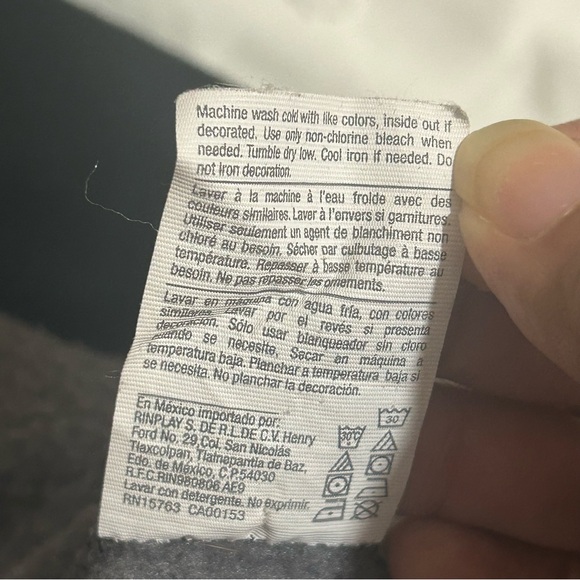 Machine wash cold with like colors, inside out if
decorated. Use only non-chlorine bleach when
needed. Tumble dry low. Cool iron if needed. Do
not iron decoration.
Laver à la machine à l'eau froide avec des
couleurs similaires. Laver à l'envers si garnitures.
Utiliser seulement un agent de blanchiment non
chloré au besoin. Sécher par culbutage à basse
température. Repasser à basse température au
besoin. Ne pas repasser les ornements.
Lavar en máquina con agua fría, con colores
similares. Lavar por el revés si presenta
decoración. Sólo usar blanqueador sin cloro
cuando se necesite. Secar en máquina a
temperatura baja. Planchar a temperatura baja si
se necesita. No planchar la decoración.
En México importado por:
RINPLAY S. DE R.L. DE C.V. Henry
Ford No. 29, Col. San Nicolás
Tlaxcolpan, Tlalnepantla de Baz,
Edo. de México, C.P. 54030
R.F.C. RIN980806 AE9
Lavar con detergente. No exprimir.
RN15763 CA00153
30°C
30